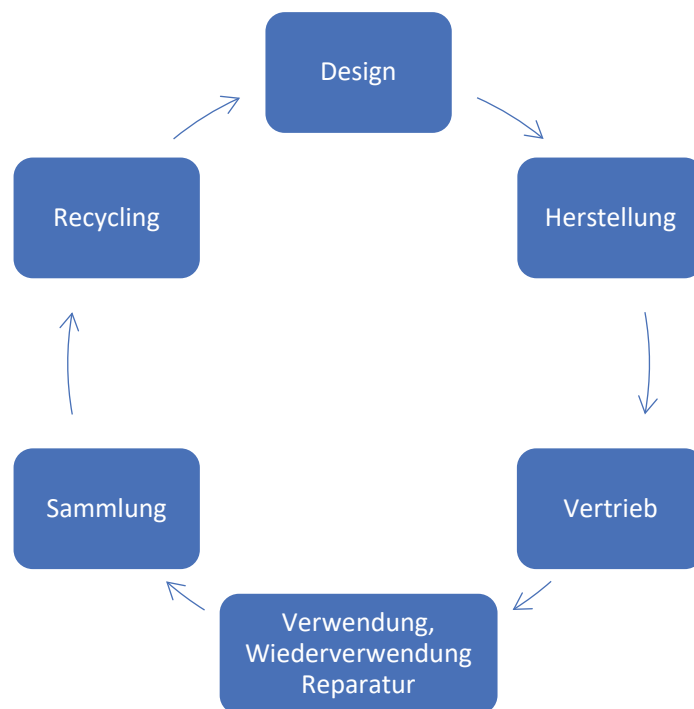 Design
Herstellung
Vertrieb
Verwendung,
Wiederverwendung
Reparatur
Sammlung
Recycling